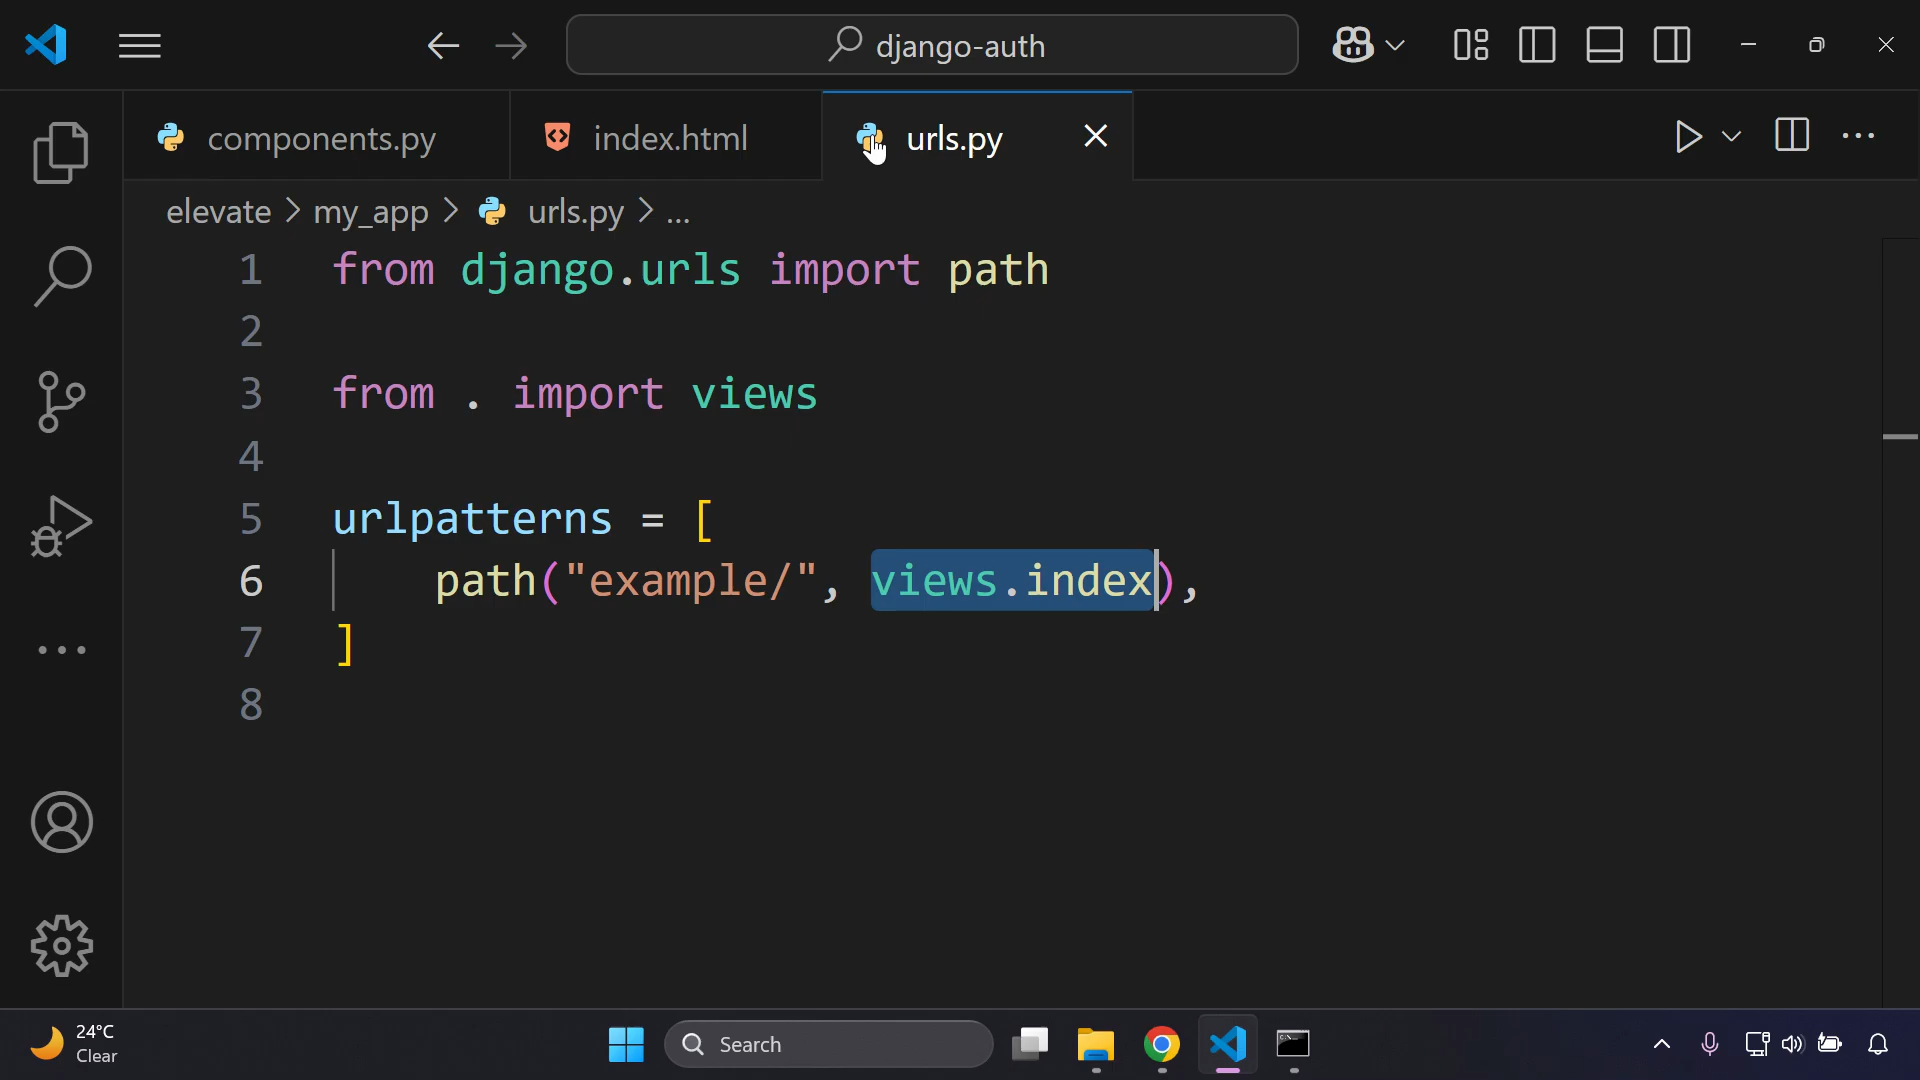 django-auth
components.py
index.html
urls.py
elevate > my_app > urls.py > ...
1 from django.urls import path
2
3 from . import views
4
5 urlpatterns = [
6 path("example/", views.index),
7 ]
8
24°C
Clear
Search